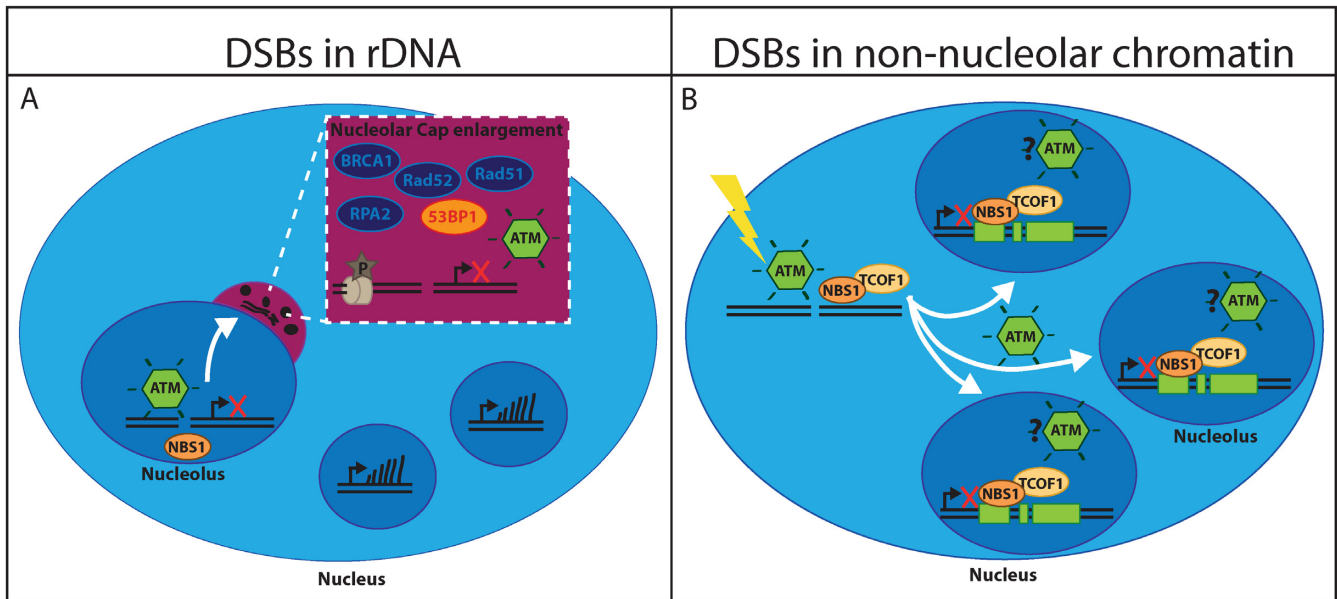 DSBs in rDNA
DSBs in non-nucleolar chromatin
A
Nucleolar Cap enlargement
BRCA1
Rad52
Rad51
RPA2
53BP1
ATM
P
ATM
NBS1
Nucleolus
Nucleus
B
? ATM
TCOF1
NBS1
ATM
TCOF1
NBS1
ATM
? ATM
TCOF1
NBS1
Nucleolus
? ATM
TCOF1
NBS1
Nucleus